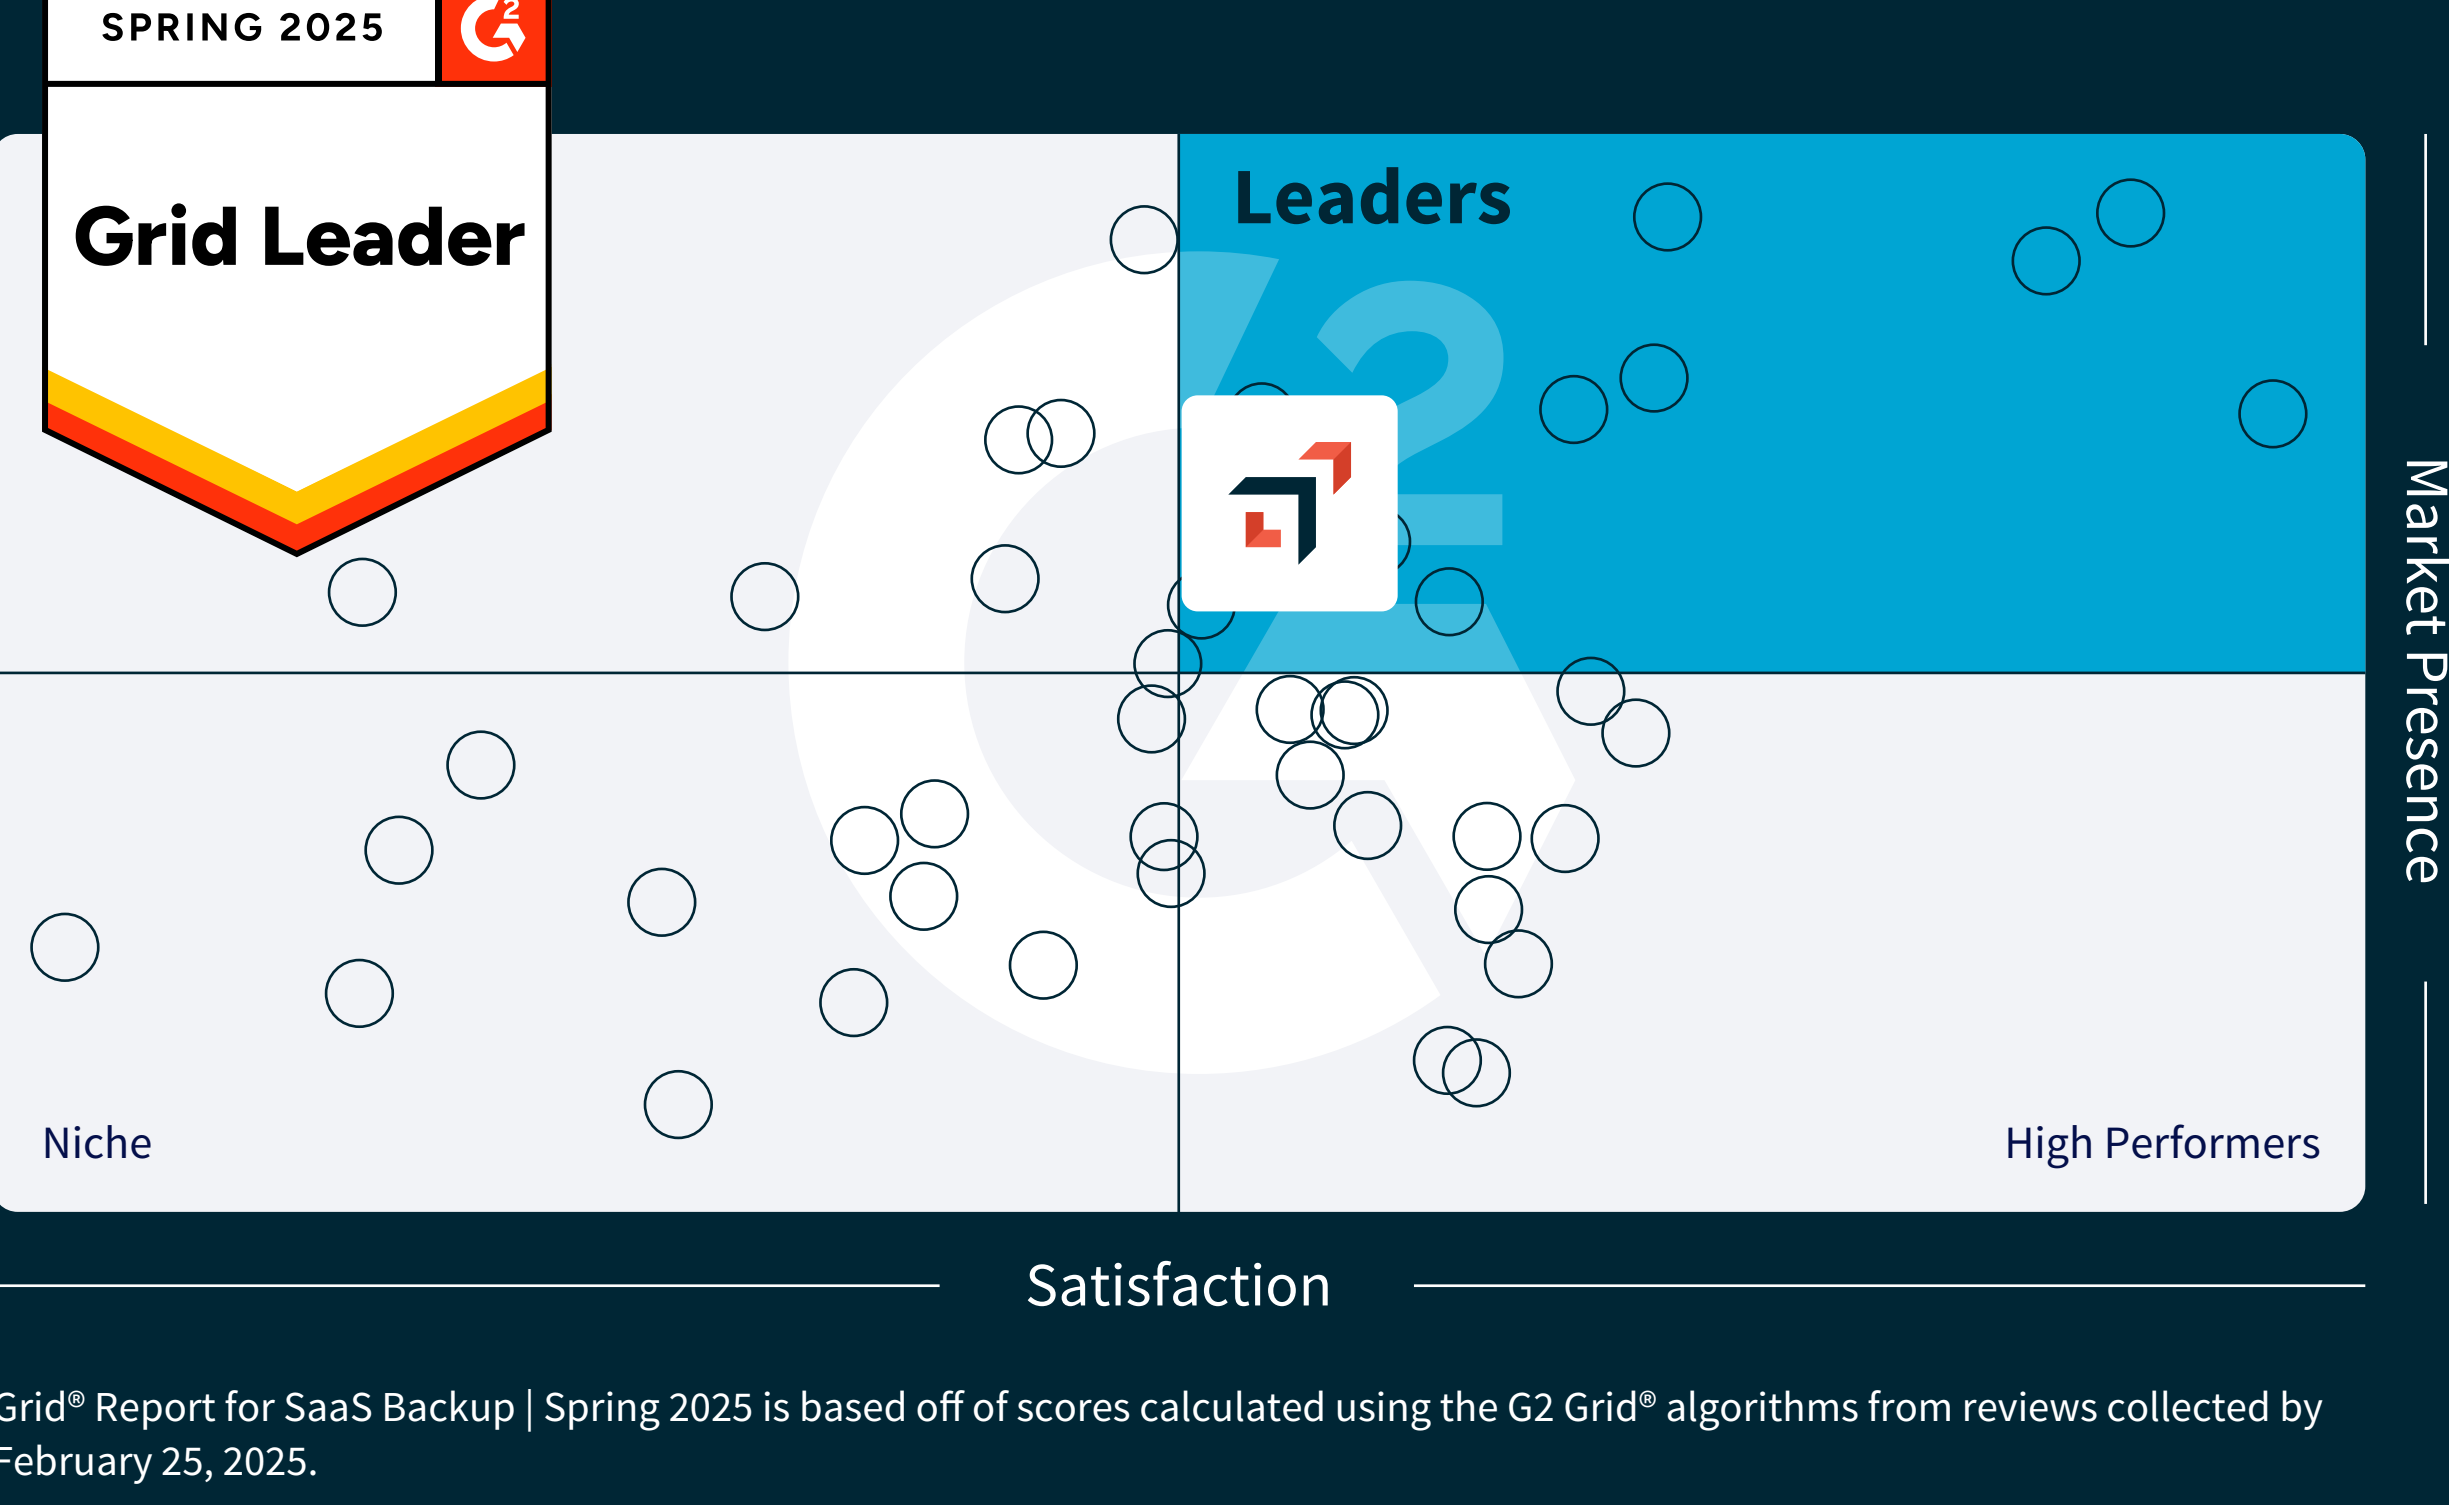 SPRING 2025
Grid Leader
Leaders
Market Presence
Niche
High Performers
Satisfaction
Grid® Report for SaaS Backup | Spring 2025 is based off of scores calculated using the G2 Grid® algorithms from reviews collected by
February 25, 2025.